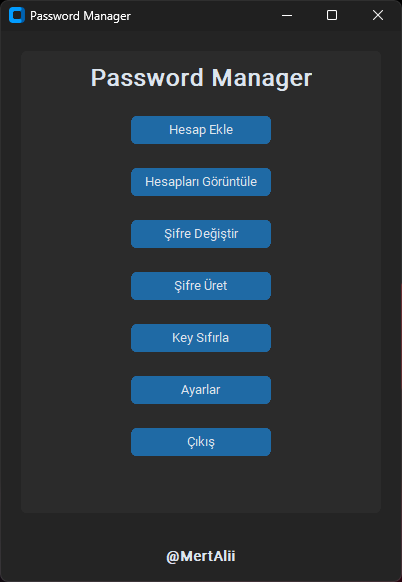 Password Manager
Password Manager
Hesap Ekle
Hesapları Görüntüle
Şifre Değiştir
Şifre Üret
Key Sıfırla
Ayarlar
Çıkış
@MertAlii